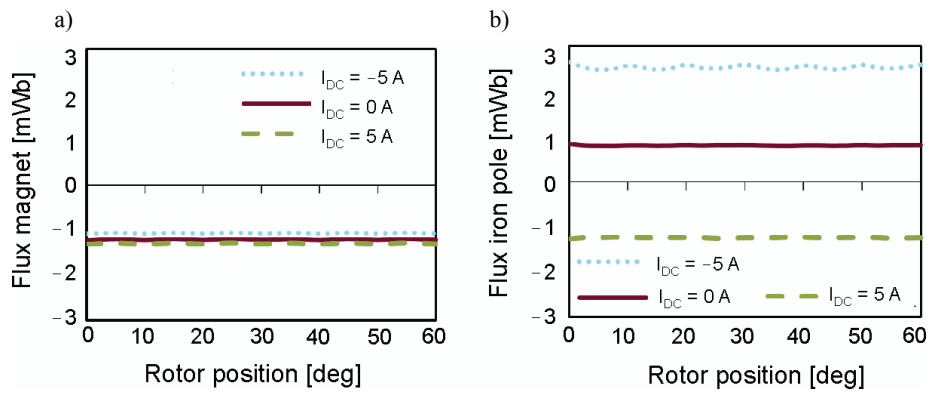 a)
Flux magnet [mWb]
3
2
1
0
−1
−2
−3
I_DC = −5 A
I_DC = 0 A
I_DC = 5 A
0 10 20 30 40 50 60
Rotor position [deg]
b)
Flux iron pole [mWb]
3
2
1
0
−1
−2
−3
I_DC = −5 A
I_DC = 0 A I_DC = 5 A
0 10 20 30 40 50 60
Rotor position [deg]